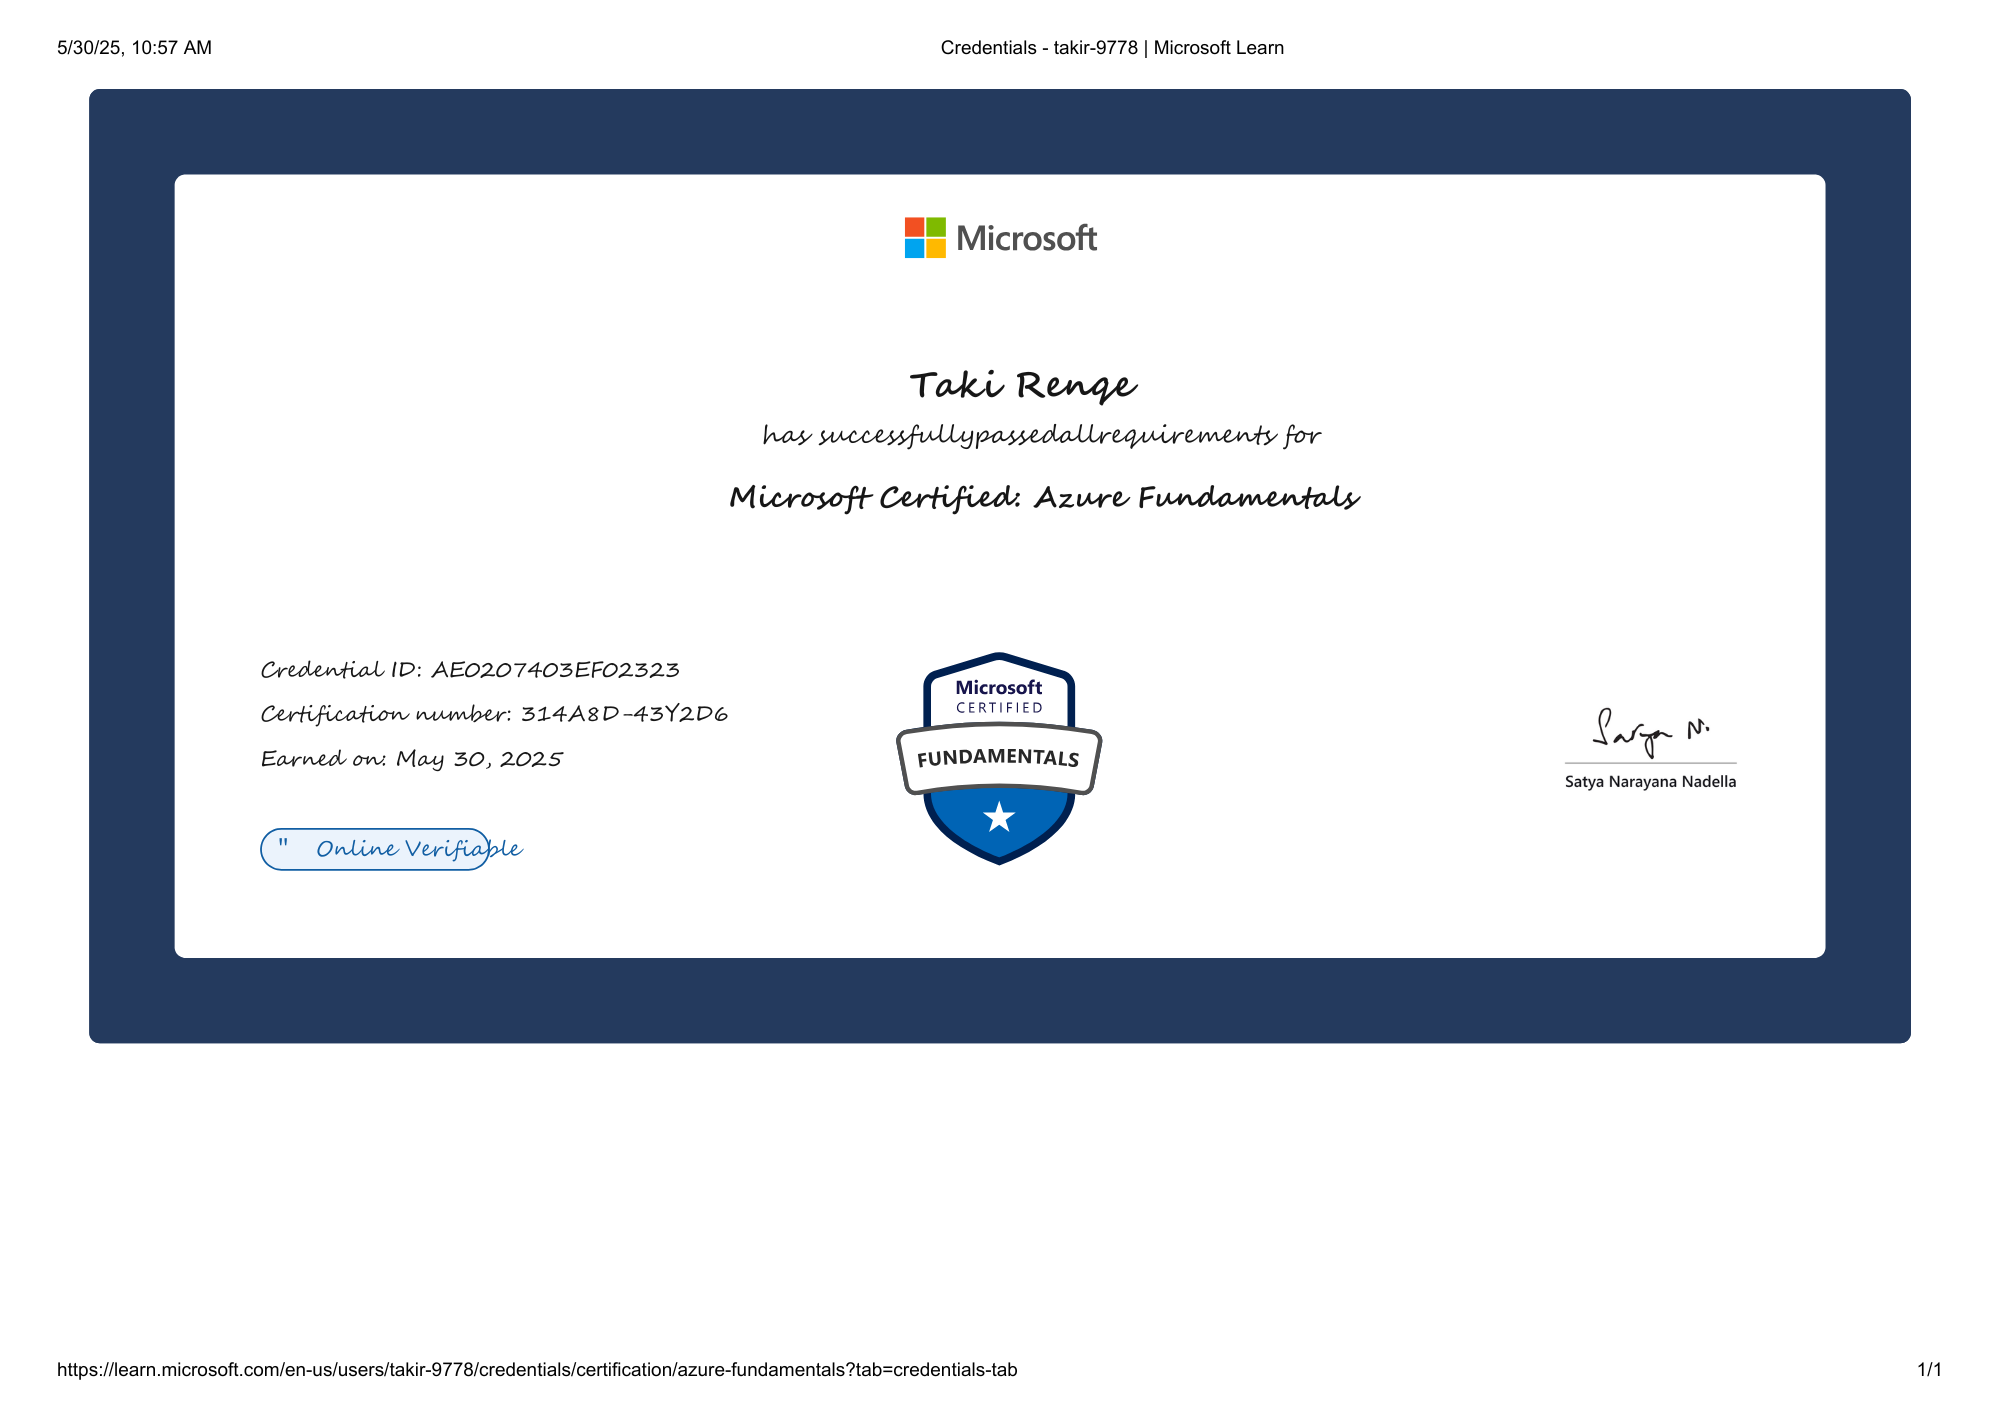 5/30/25, 10:57 AM
Credentials - takir-9778 | Microsoft Learn
Microsoft
Taki Renqe
has successfullypassedallrequirements for
Microsoft Certified: Azure Fundamentals
Credential ID: AE0207403EF02323
Certification number: 314A8D-43Y2D6
Earned on: May 30, 2025
" Online Verifiable
Microsoft
CERTIFIED
FUNDAMENTALS
Satya N.
Satya Narayana Nadella
https://learn.microsoft.com/en-us/users/takir-9778/credentials/certification/azure-fundamentals?tab=credentials-tab
1/1